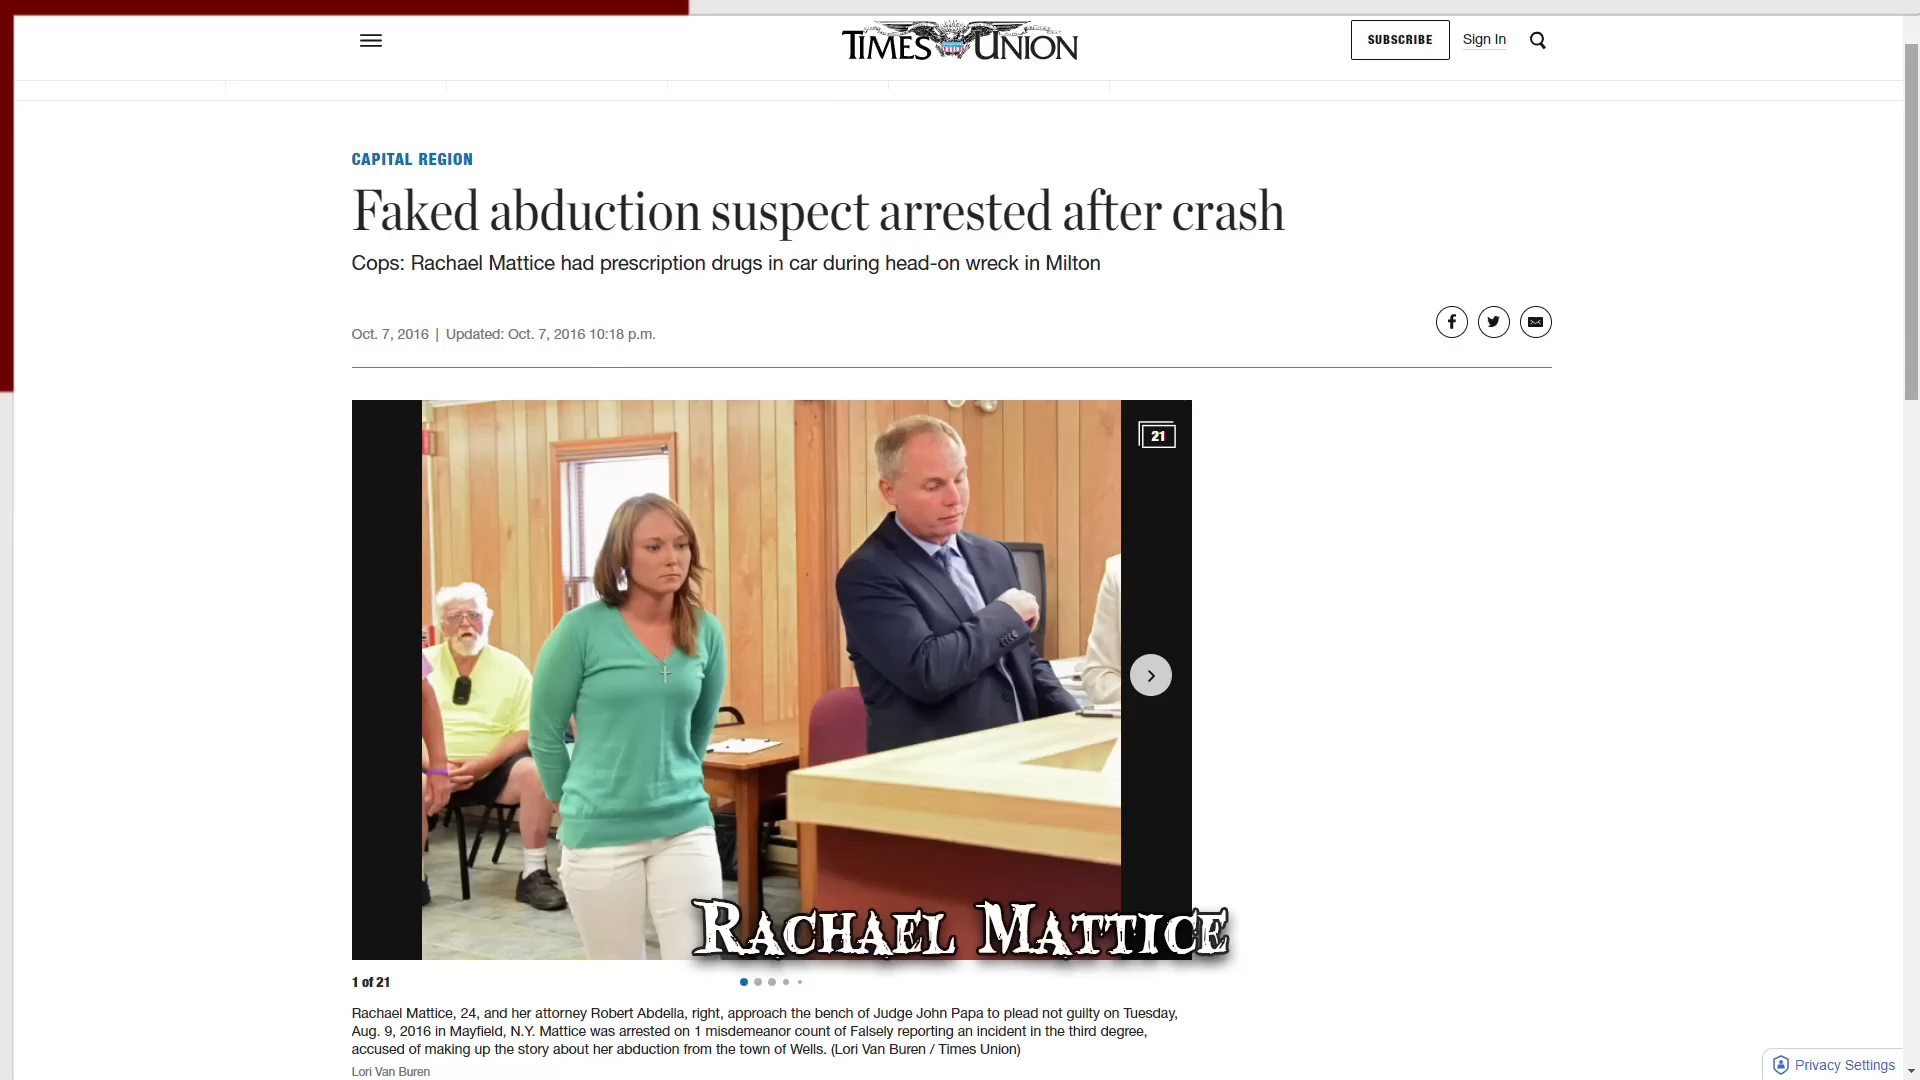 TIMES UNION
SUBSCRIBE
Sign In
CAPITAL REGION
Faked abduction suspect arrested after crash
Cops: Rachael Mattice had prescription drugs in car during head-on wreck in Milton
Oct. 7, 2016 | Updated: Oct. 7, 2016 10:18 p.m.
21
RACHAEL MATTICE
1 of 21
Rachael Mattice, 24, and her attorney Robert Abdella, right, approach the bench of Judge John Papa to plead not guilty on Tuesday,
Aug. 9, 2016 in Mayfield, N.Y. Mattice was arrested on 1 misdemeanor count of Falsely reporting an incident in the third degree,
accused of making up the story about her abduction from the town of Wells. (Lori Van Buren / Times Union)
Lori Van Buren
Privacy Settings